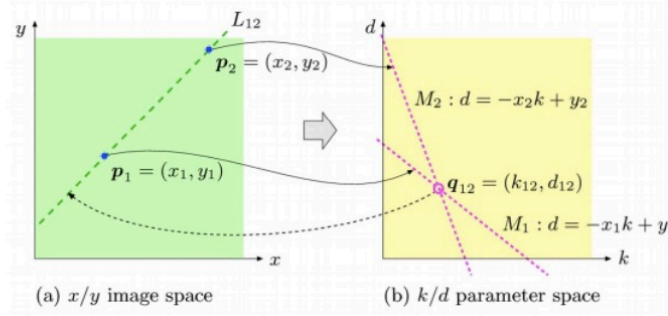 y
L₁₂
p₂ = (x₂, y₂)
p₁ = (x₁, y₁)
x
(a) x/y image space
d
M₂ : d = −x₂k + y₂
q₁₂ = (k₁₂, d₁₂)
M₁ : d = −x₁k + y
k
(b) k/d parameter space